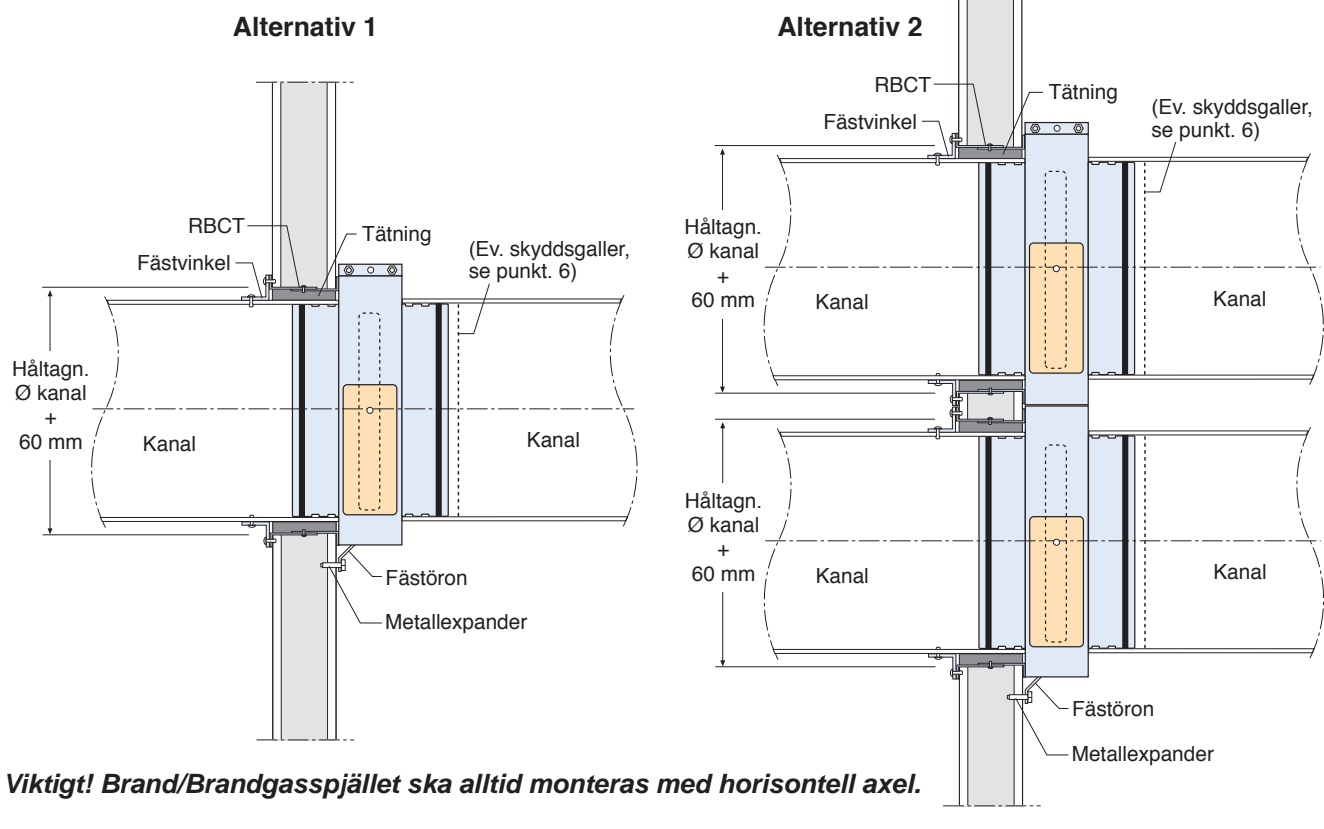 Alternativ 1
RBCT
Tätning
Fästvinkel
(Ev. skyddsgaller,
se punkt. 6)
Håltagn.
Ø kanal
+
60 mm
Kanal
Kanal
Fästöron
Metallexpander
Alternativ 2
RBCT
Tätning
Fästvinkel
(Ev. skyddsgaller,
se punkt. 6)
Håltagn.
Ø kanal
+
60 mm
Kanal
Kanal
Håltagn.
Ø kanal
+
60 mm
Kanal
Kanal
Fästöron
Metallexpander
Viktigt! Brand/Brandgasspjället ska alltid monteras med horisontell axel.